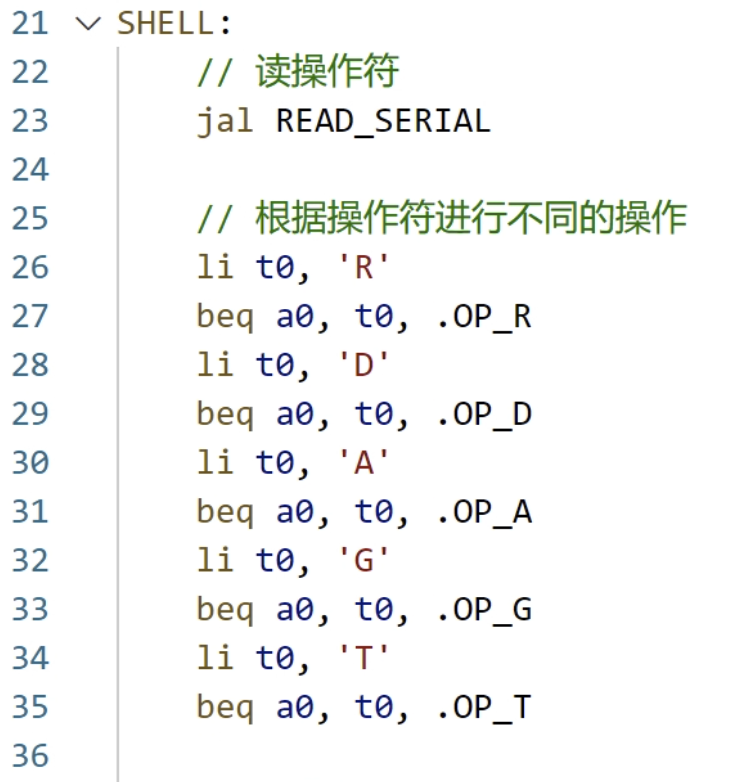 21 SHELL:
22 // 读操作符
23 jal READ_SERIAL
24
25 // 根据操作符进行不同的操作
26 li t0, 'R'
27 beq a0, t0, .OP_R
28 li t0, 'D'
29 beq a0, t0, .OP_D
30 li t0, 'A'
31 beq a0, t0, .OP_A
32 li t0, 'G'
33 beq a0, t0, .OP_G
34 li t0, 'T'
35 beq a0, t0, .OP_T
36